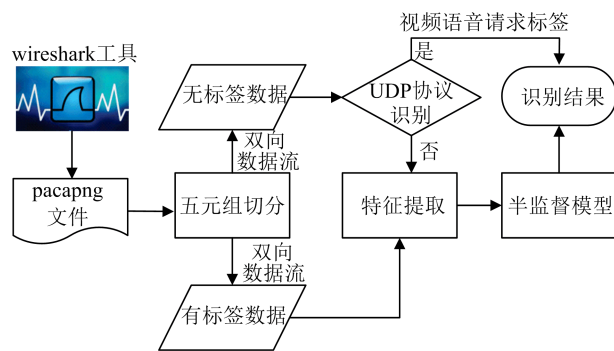 wireshark工具
pacapng
文件
无标签数据
双向
数据流
五元组切分
双向
数据流
有标签数据
视频语音请求标签
是
UDP协议
识别
否
特征提取
半监督模型
识别结果